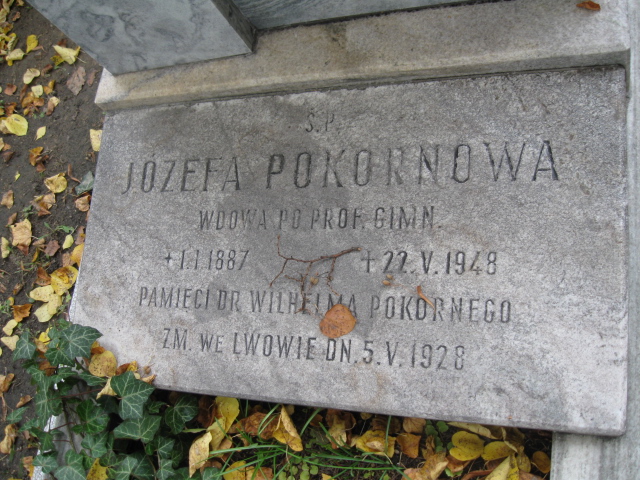 Ś.P.
JÓZEFA POKORNOWA
WDOWA PO PROF. GIMN.
+ 1.I.1887 + 22.V.1948
PAMIĘCI DR WILHELMA POKORNEGO
ZM. WE LWOWIE DN. 5.V.1928